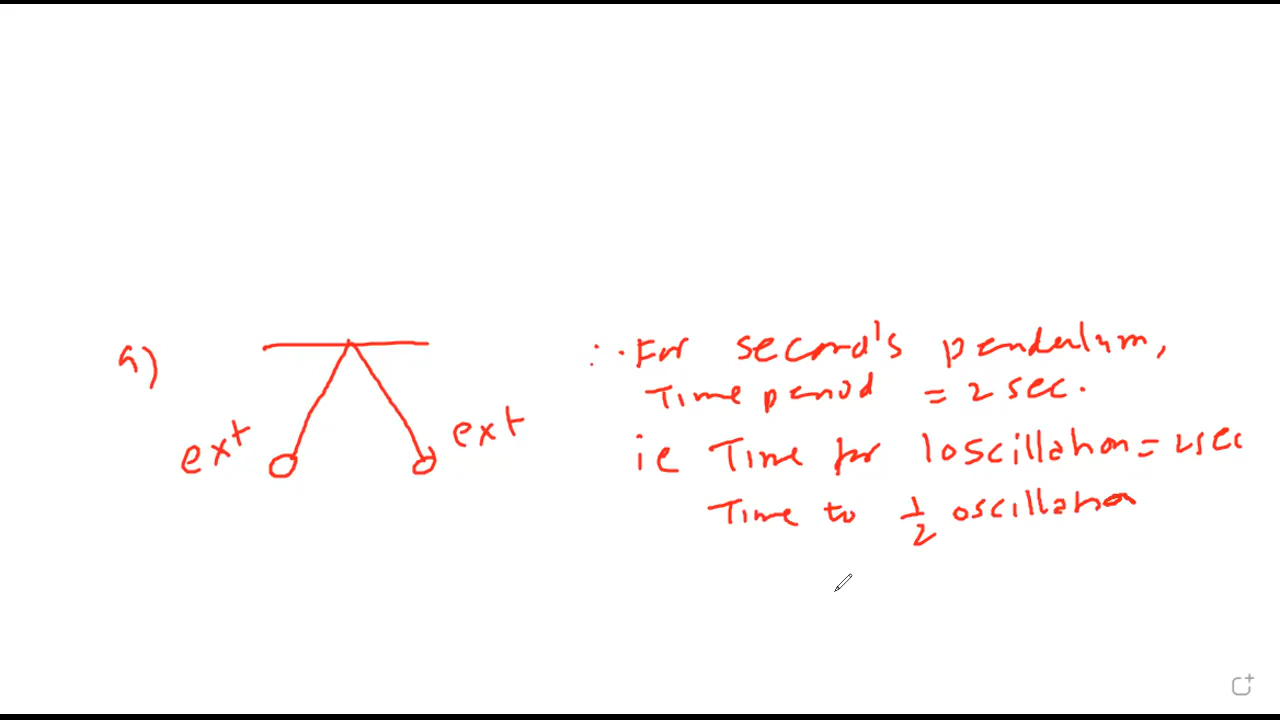 a)
ext
ext
∴ For second's pendulum,
Time period = 2 sec.
ie Time for 1 oscillation = 2 sec
Time to 1/2 oscillation